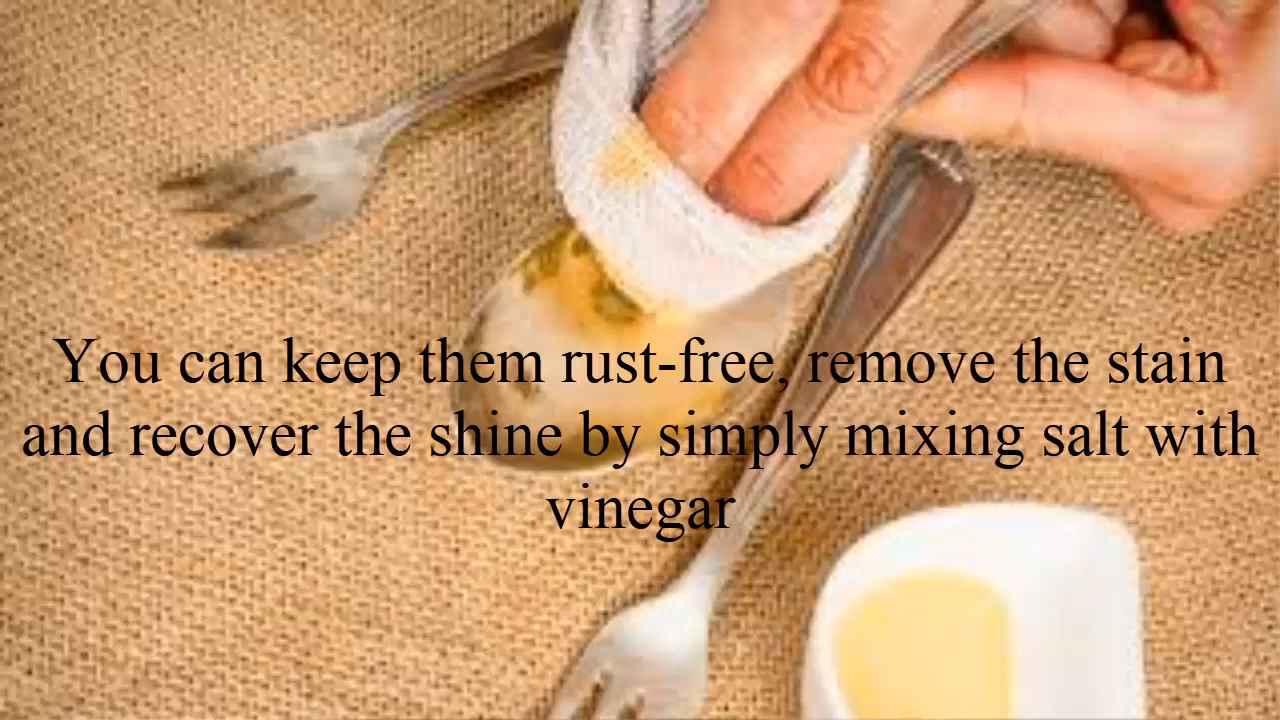 You can keep them rust-free, remove the stain
and recover the shine by simply mixing salt with
vinegar